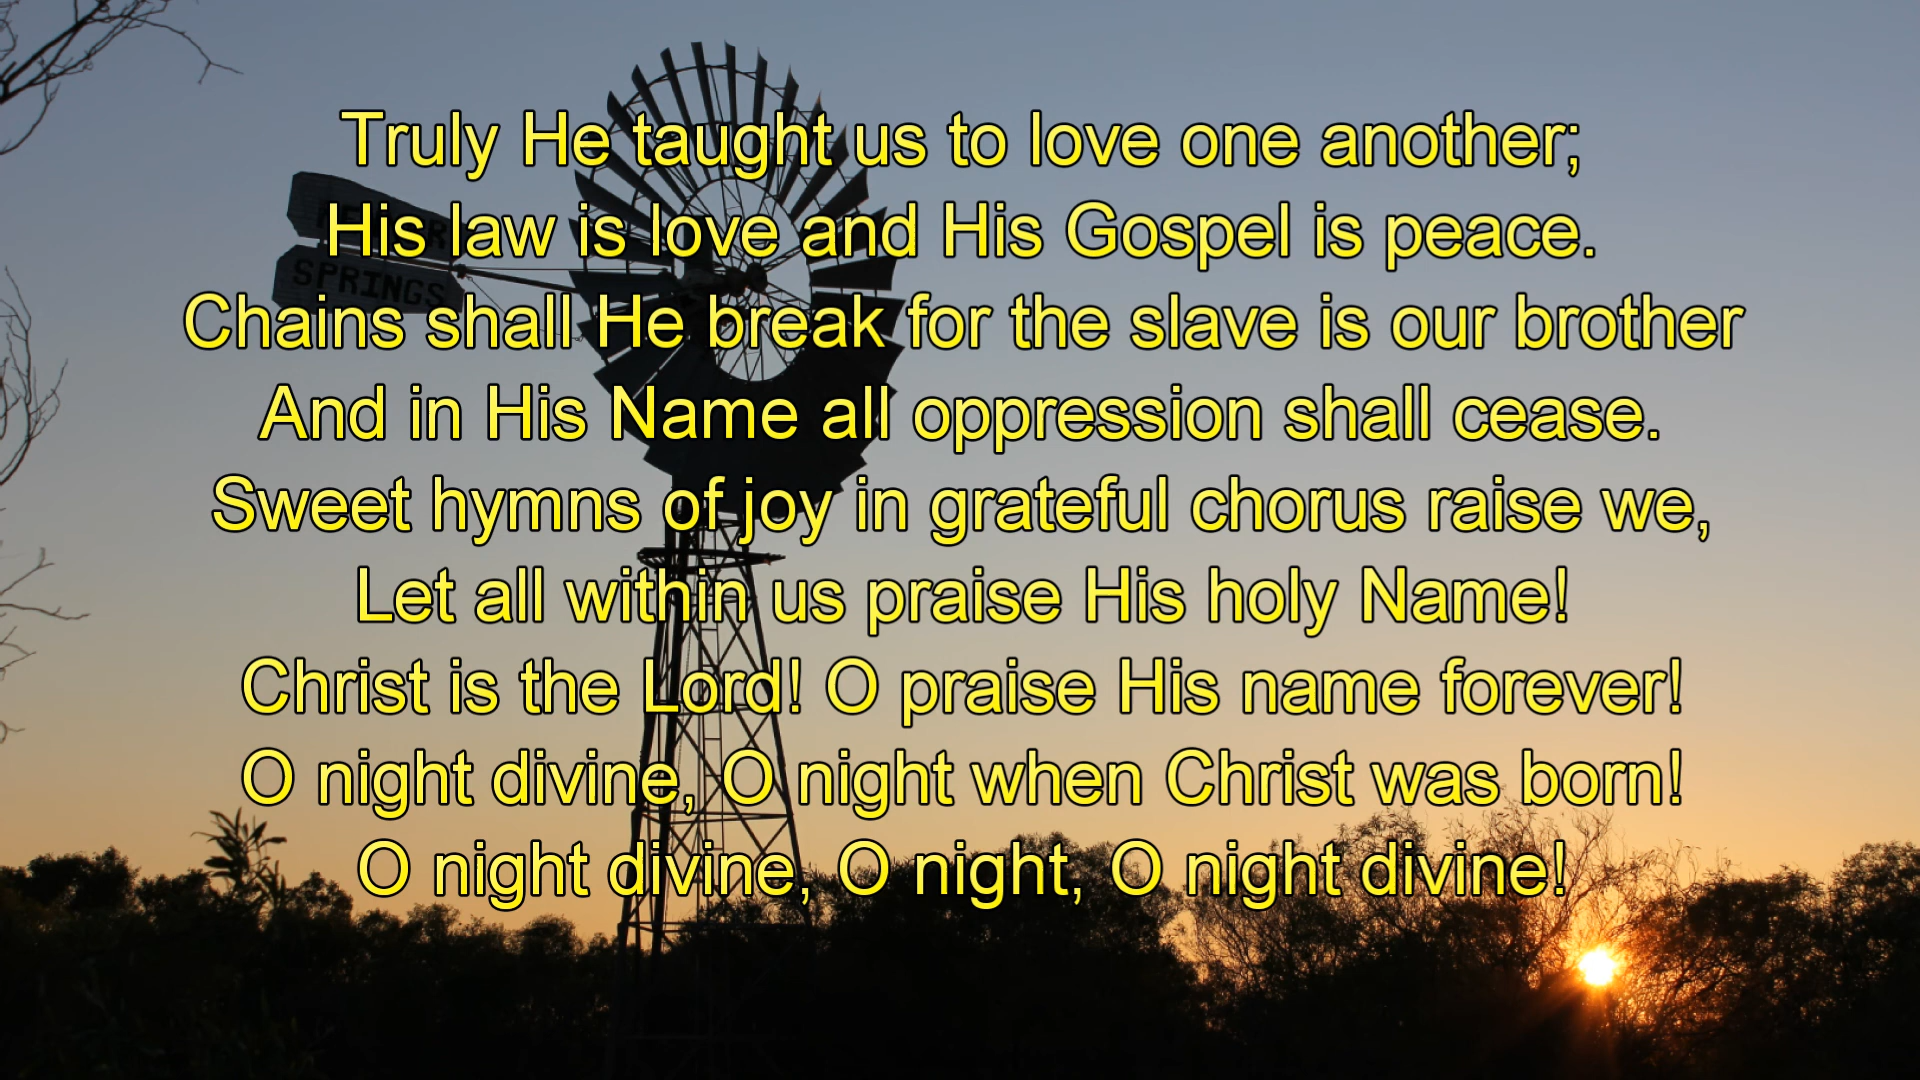 Truly He taught us to love one another;
His law is love and His Gospel is peace.
SPRINGS
Chains shall He break for the slave is our brother
And in His Name all oppression shall cease.
Sweet hymns of joy in grateful chorus raise we,
Let all within us praise His holy Name!
Christ is the Lord! O praise His name forever!
O night divine, O night when Christ was born!
O night divine, O night, O night divine!